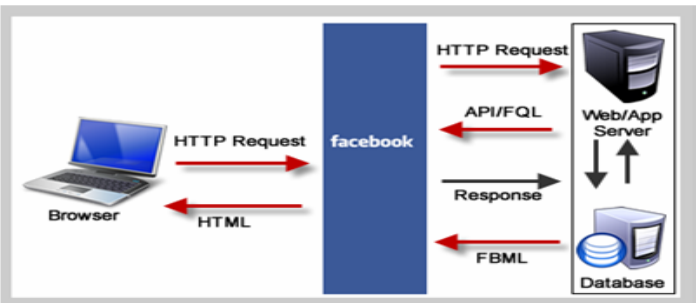 HTTP Request
HTML
Browser
facebook
HTTP Request
API/FQL
Response
FBML
Web/App
Server
Database